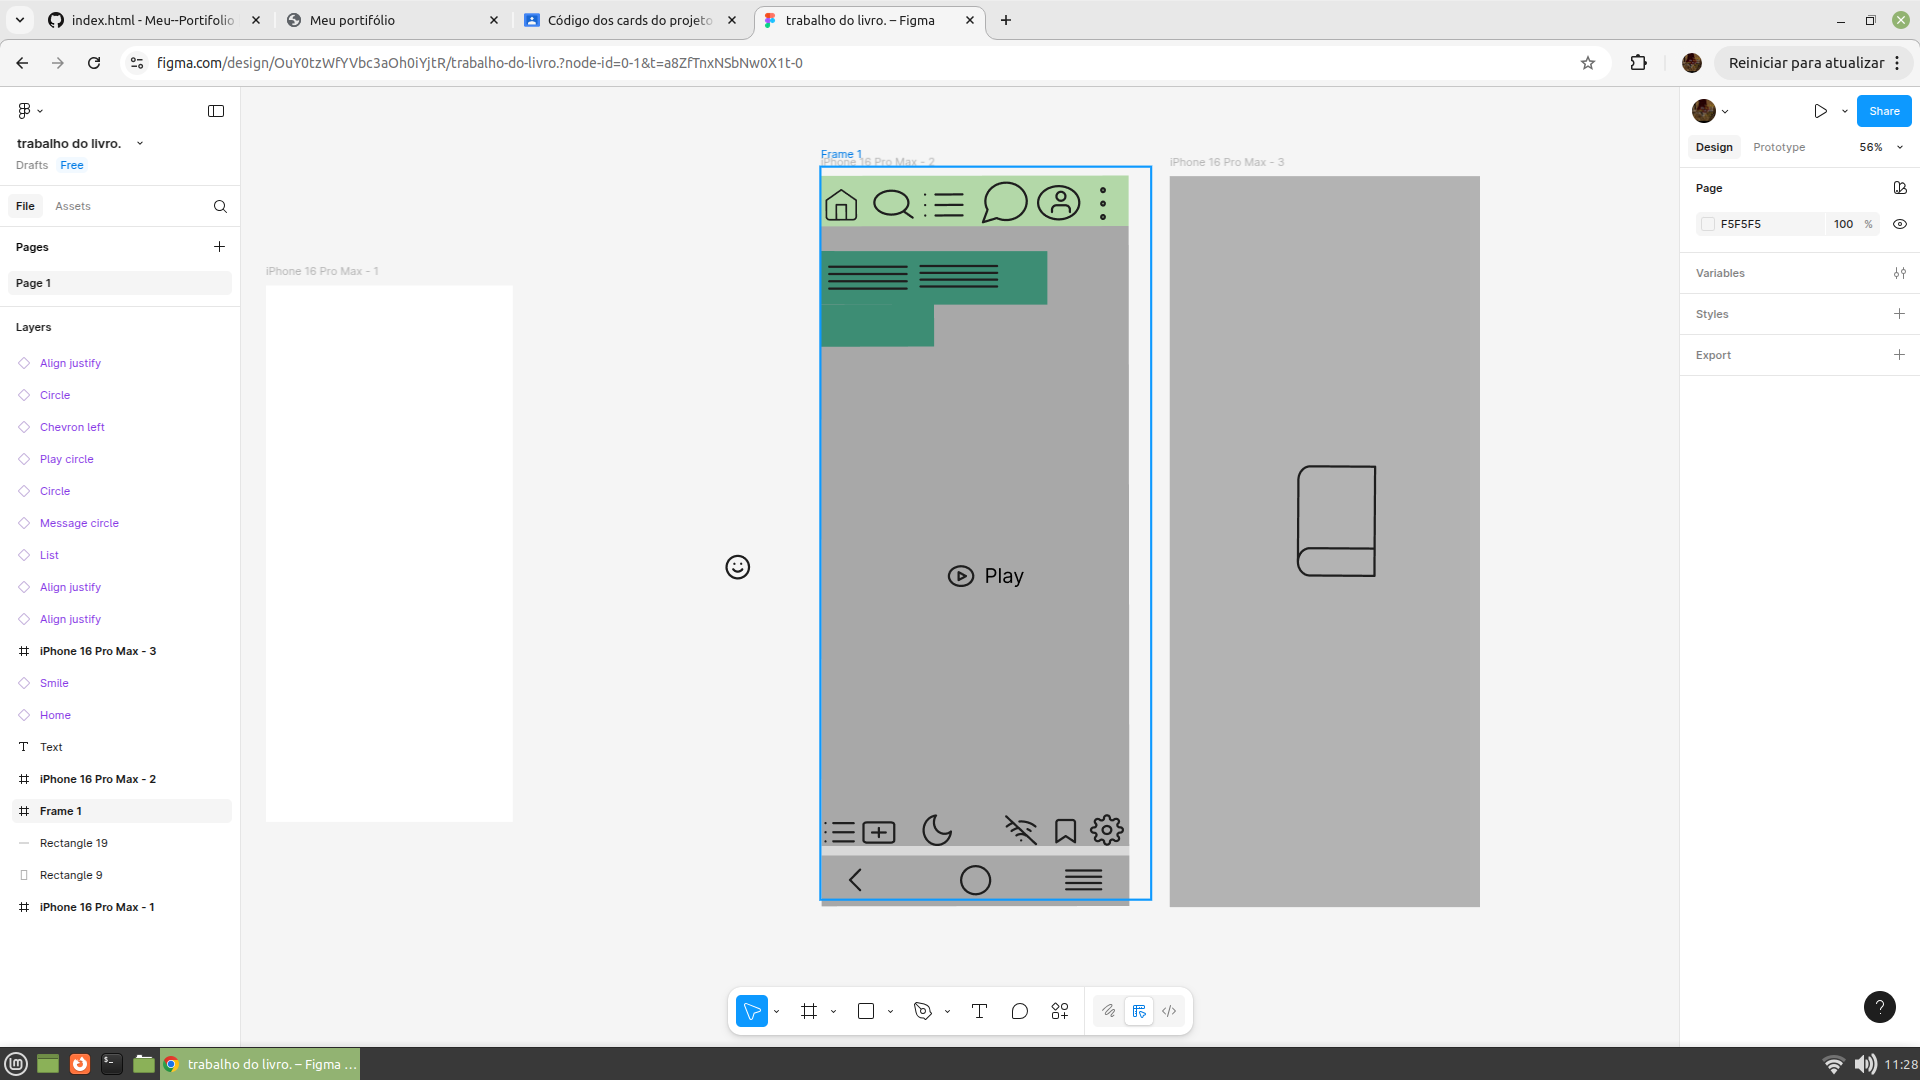 index.html - Meu--Portifolio
Meu portifólio
Código dos cards do projeto
trabalho do livro. – Figma
figma.com/design/OuY0tzWfYVbc3aOh0iYjtR/trabalho-do-livro.?node-id=0-1&t=a8ZfTnxNSbNw0X1t-0
Reiniciar para atualizar
trabalho do livro.
Drafts Free
File Assets
Pages
Page 1
Layers
Align justify
Circle
Chevron left
Play circle
Circle
Message circle
List
Align justify
Align justify
iPhone 16 Pro Max - 3
Smile
Home
Text
iPhone 16 Pro Max - 2
Frame 1
Rectangle 19
Rectangle 9
iPhone 16 Pro Max - 1
iPhone 16 Pro Max - 1
Frame 1
iPhone 16 Pro Max - 2
Play
iPhone 16 Pro Max - 3
Share
Design Prototype 56%
Page
F5F5F5 100 %
Variables
Styles
Export
?
trabalho do livro. – Figma ...
11:28